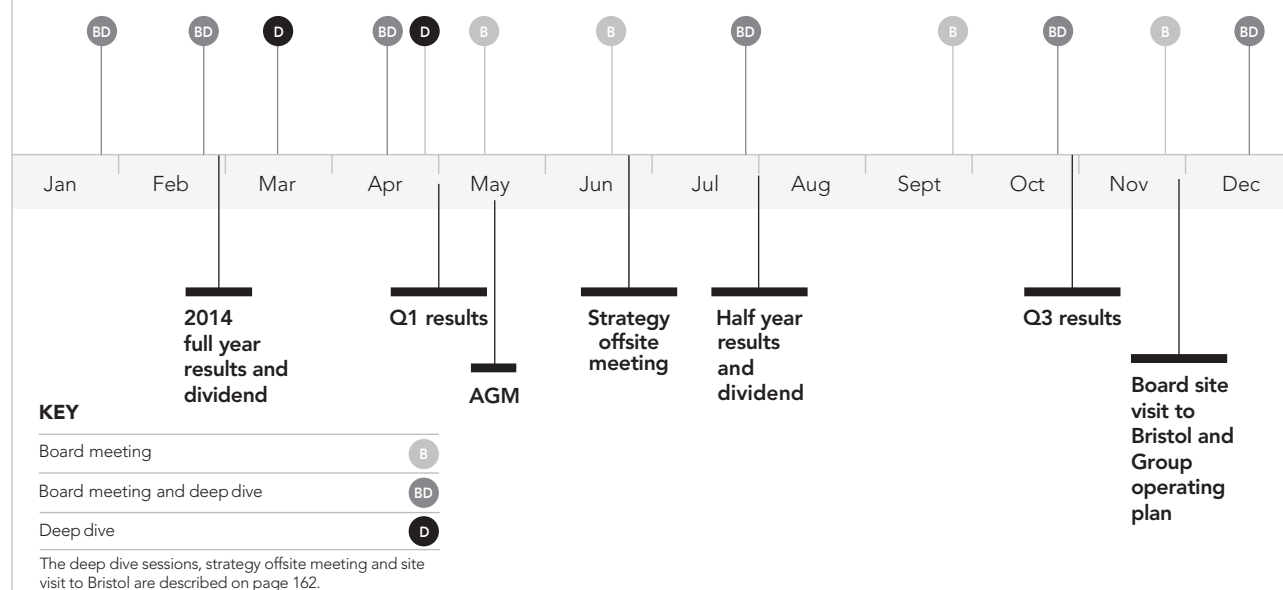 BD BD D BD D B B BD B BD B BD
Jan Feb Mar Apr May Jun Jul Aug Sept Oct Nov Dec
2014
full year
results and
dividend
Q1 results
AGM
Strategy
offsite
meeting
Half year
results
and
dividend
Q3 results
Board site
visit to
Bristol and
Group
operating
plan
KEY
Board meeting B
Board meeting and deep dive BD
Deep dive D
The deep dive sessions, strategy offsite meeting and site
visit to Bristol are described on page 162.